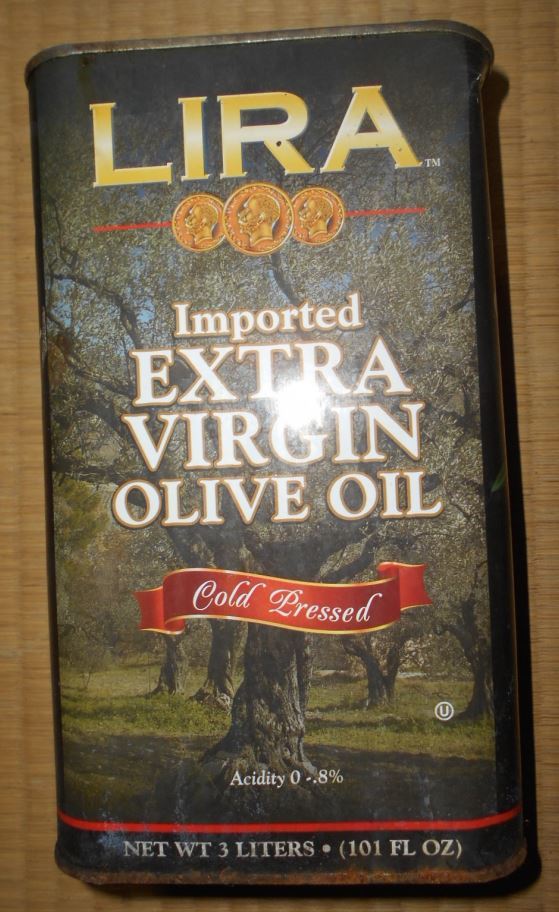 LIRA™
Imported
EXTRA
VIRGIN
OLIVE OIL
Cold Pressed
U
Acidity 0 -.8%
NET WT 3 LITERS • (101 FL OZ)